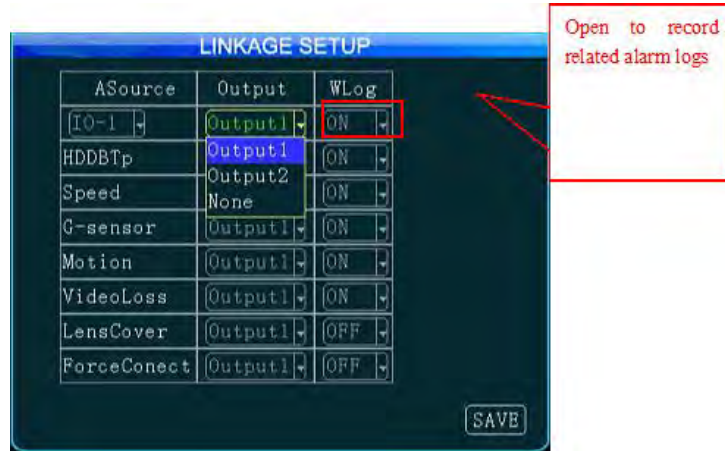 LINKAGE SETUP
Open to record
related alarm logs
ASource Output WLog
IO-1 Output1 ON
HDDBTp Output1 ON
Speed Output2 ON
None
G-sensor Output1 ON
Motion Output1 ON
VideoLoss Output1 ON
LensCover Output1 OFF
ForceConect Output1 OFF
SAVE